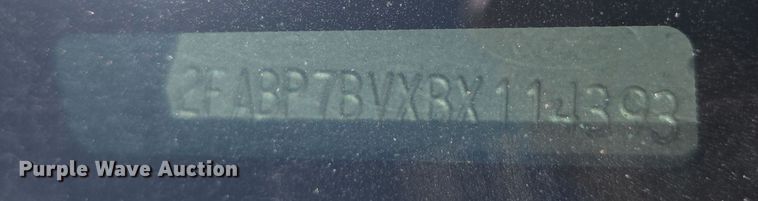 2FABP7BVXBX114393
Purple Wave Auction